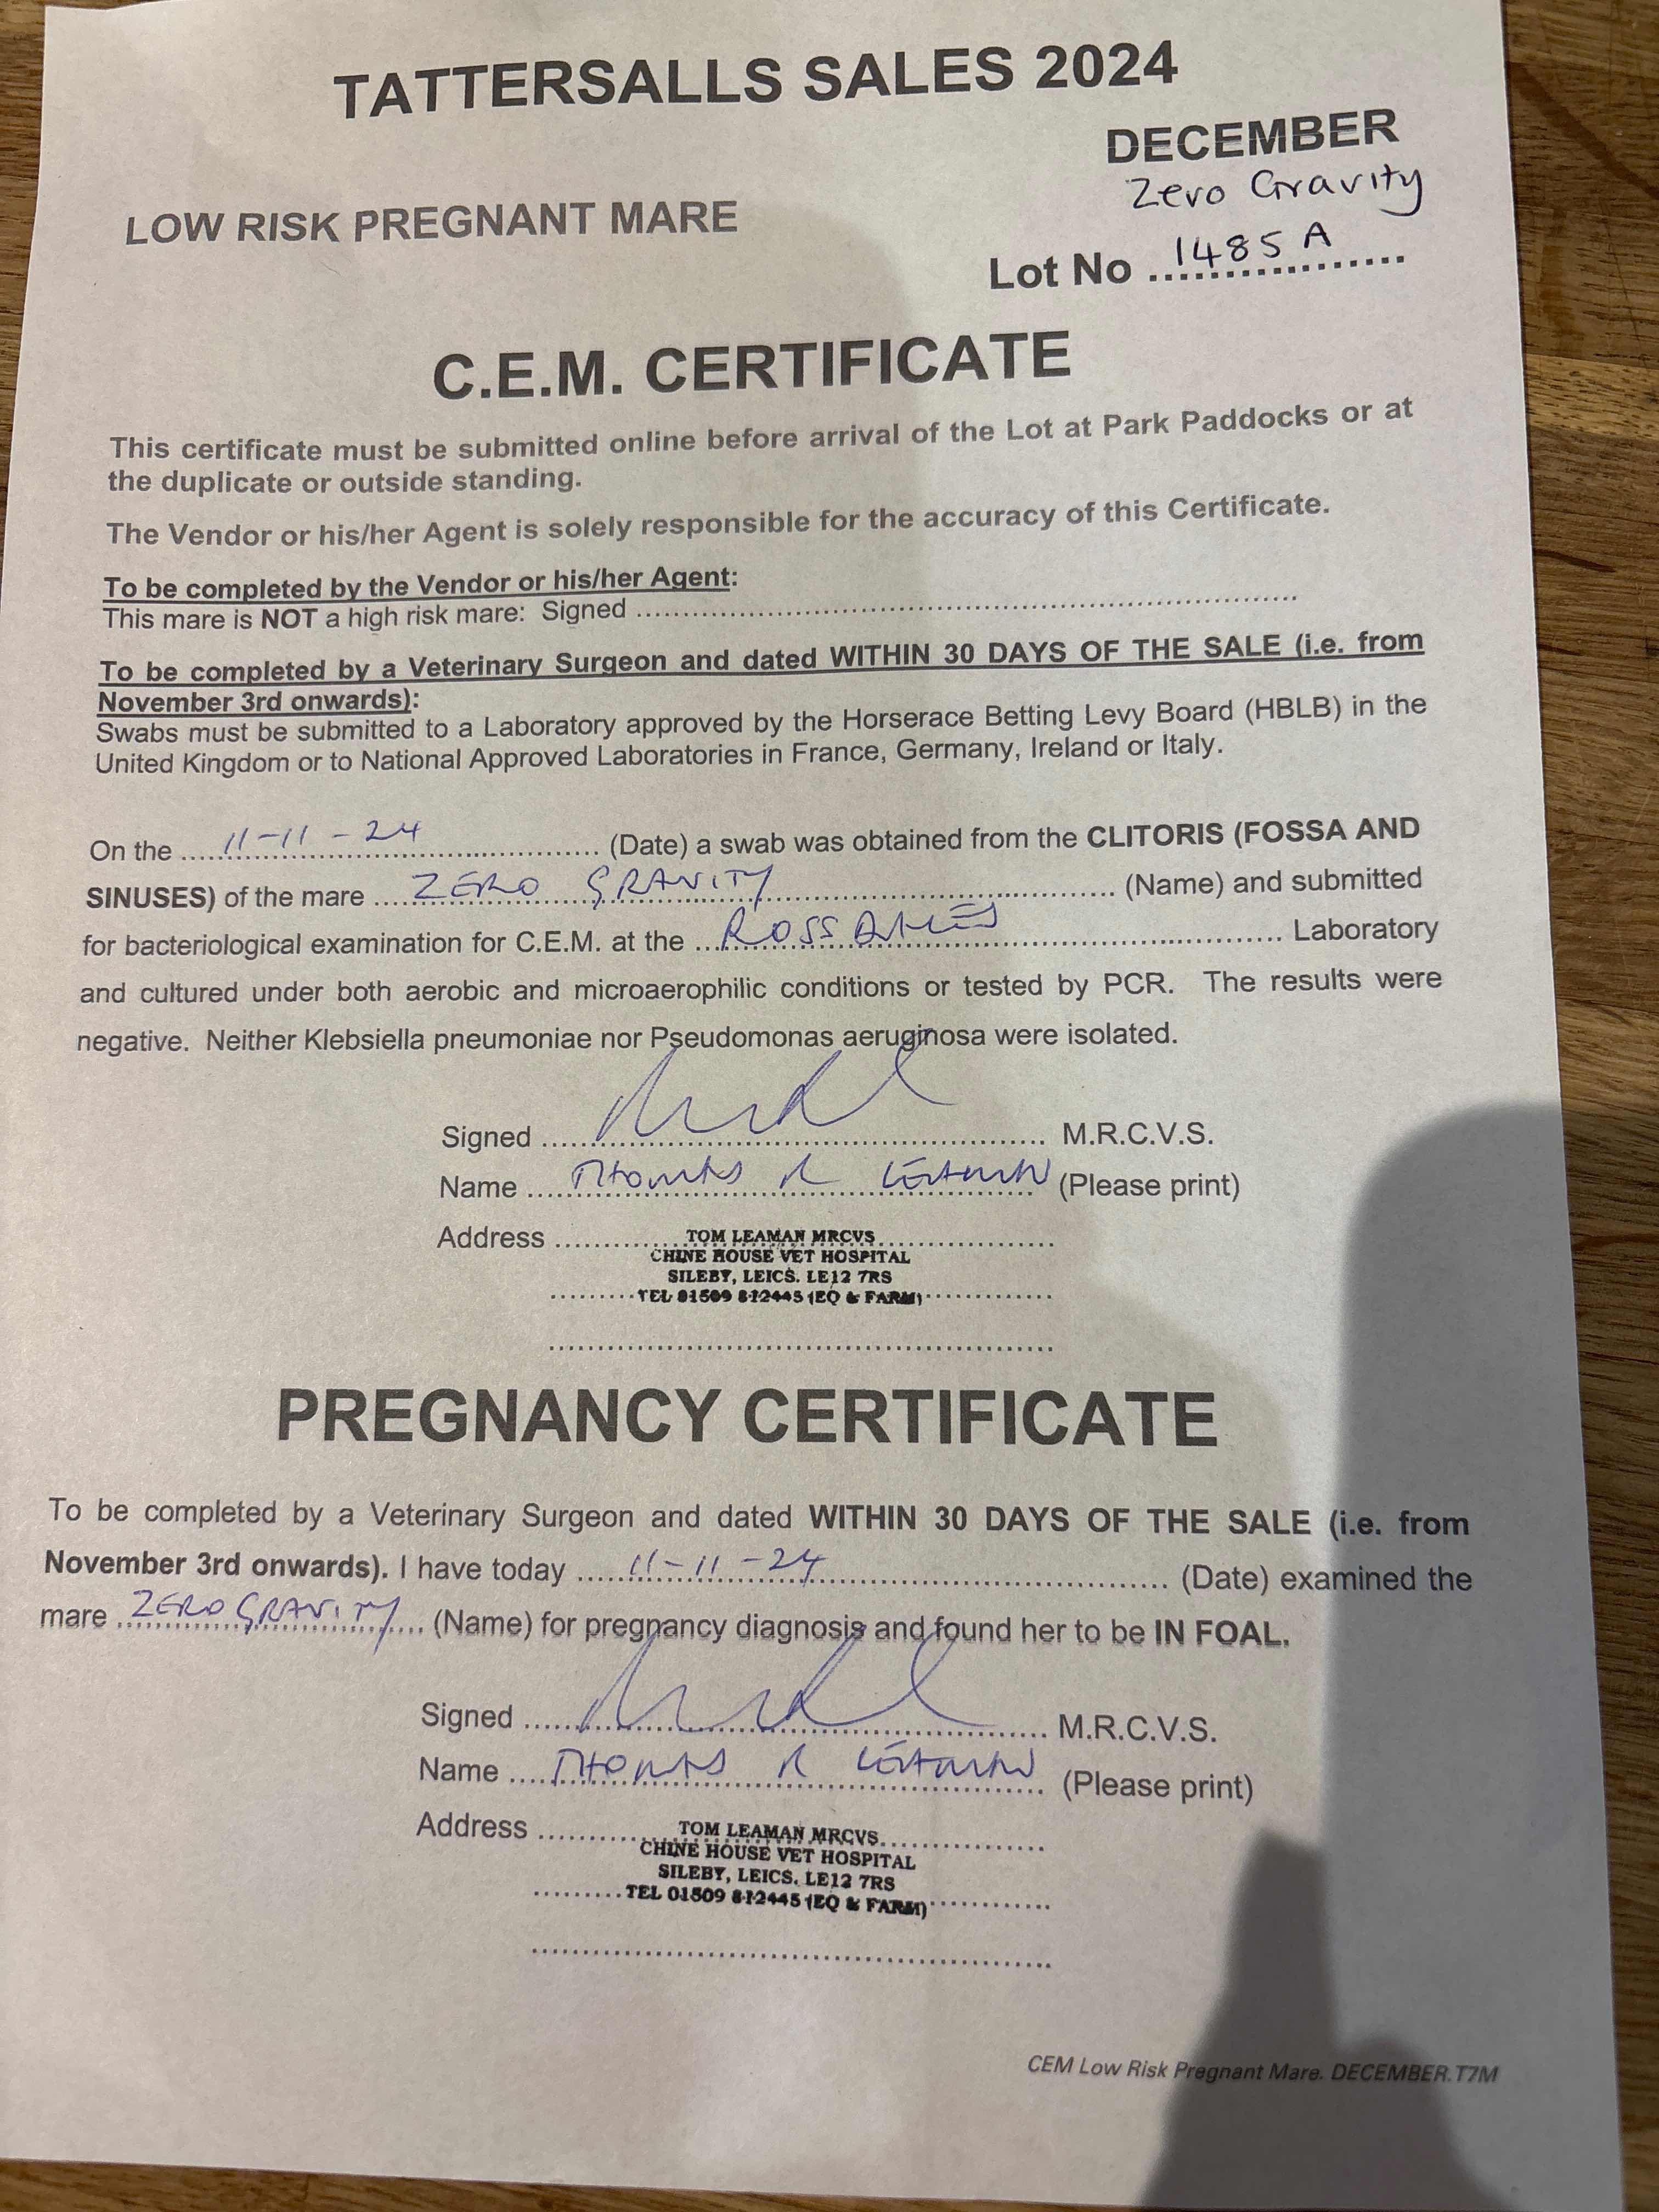 TATTERSALLS SALES 2024
DECEMBER
Zero Gravity
LOW RISK PREGNANT MARE
Lot No 1485 A
C.E.M. CERTIFICATE
This certificate must be submitted online before arrival of the Lot at Park Paddocks or at
the duplicate or outside standing.
The Vendor or his/her Agent is solely responsible for the accuracy of this Certificate.
To be completed by the Vendor or his/her Agent:
This mare is NOT a high risk mare: Signed ..........
To be completed by a Veterinary Surgeon and dated WITHIN 30 DAYS OF THE SALE (i.e. from
November 3rd onwards):
Swabs must be submitted to a Laboratory approved by the Horserace Betting Levy Board (HBLB) in the
United Kingdom or to National Approved Laboratories in France, Germany, Ireland or Italy.
On the 11-11-24 (Date) a swab was obtained from the CLITORIS (FOSSA AND
SINUSES) of the mare ZERO GRAVITY (Name) and submitted
for bacteriological examination for C.E.M. at the ROSSDALES Laboratory
and cultured under both aerobic and microaerophilic conditions or tested by PCR. The results were
negative. Neither Klebsiella pneumoniae nor Pseudomonas aeruginosa were isolated.
Signed M.R.C.V.S.
Name THOMAS R LEAMAN (Please print)
Address TOM LEAMAN MRCVS
CHINE HOUSE VET HOSPITAL
SILEBY, LEICS. LE12 7RS
TEL 01509 812445 (EQ & FARM)
PREGNANCY CERTIFICATE
To be completed by a Veterinary Surgeon and dated WITHIN 30 DAYS OF THE SALE (i.e. from
November 3rd onwards). I have today 11-11-24 (Date) examined the
mare ZERO GRAVITY (Name) for pregnancy diagnosis and found her to be IN FOAL.
Signed M.R.C.V.S.
Name THOMAS R LEAMAN (Please print)
Address TOM LEAMAN MRCVS
CHINE HOUSE VET HOSPITAL
SILEBY, LEICS. LE12 7RS
TEL 01509 812445 (EQ & FARM)
CEM Low Risk Pregnant Mare. DECEMBER.T7M